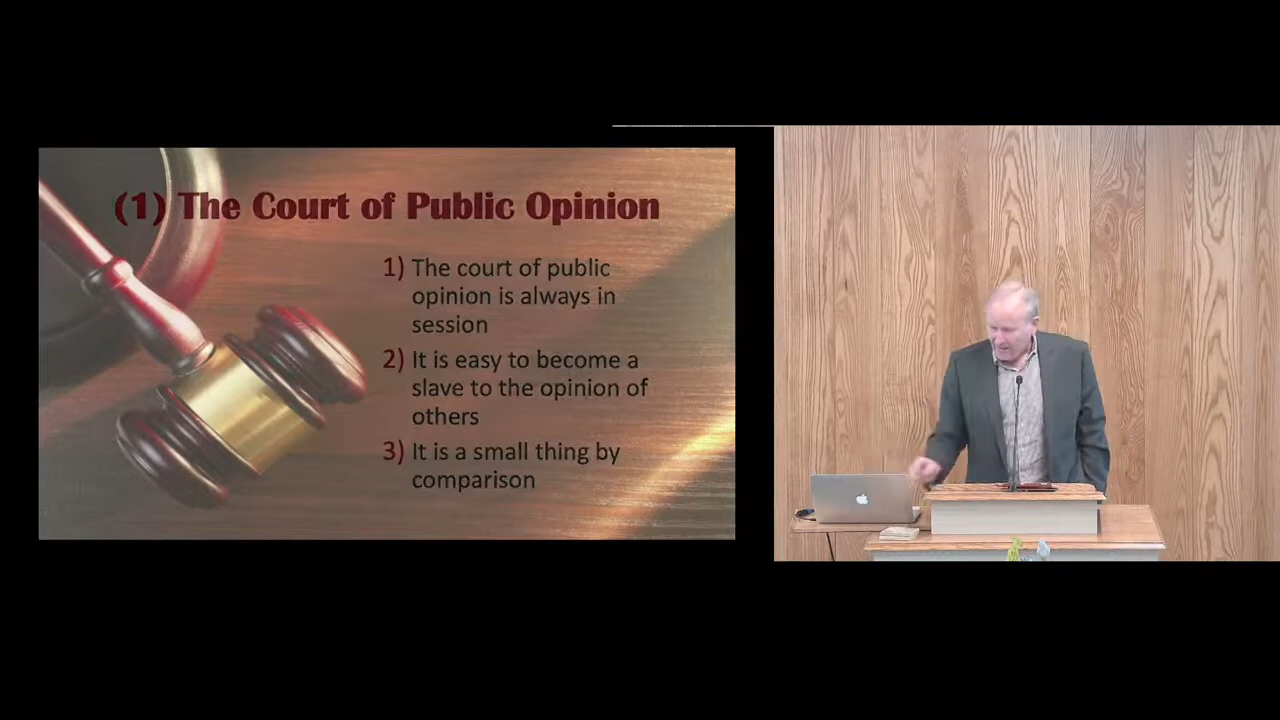 (1) The Court of Public Opinion
1) The court of public
opinion is always in
session
2) It is easy to become a
slave to the opinion of
others
3) It is a small thing by
comparison